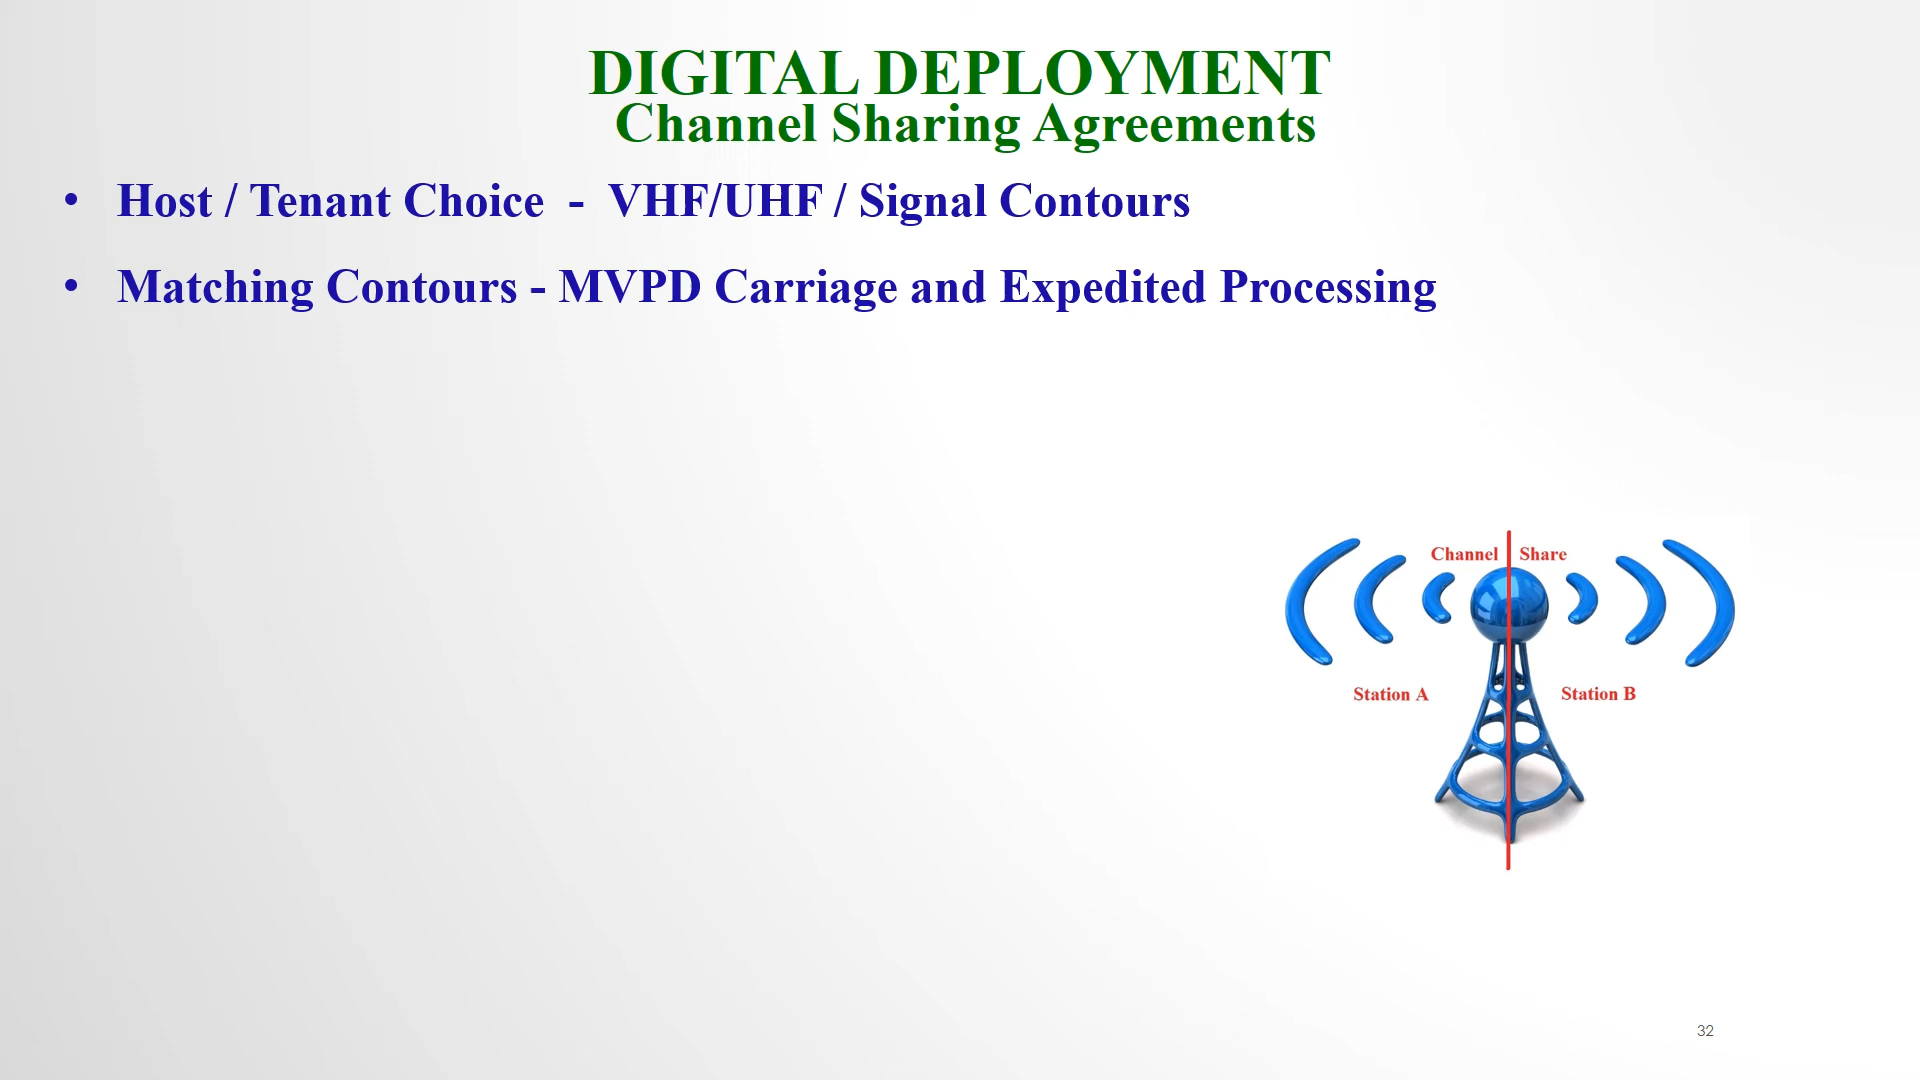 DIGITAL DEPLOYMENT
Channel Sharing Agreements
• Host / Tenant Choice - VHF/UHF / Signal Contours
• Matching Contours - MVPD Carriage and Expedited Processing
Channel Share
Station A Station B
32